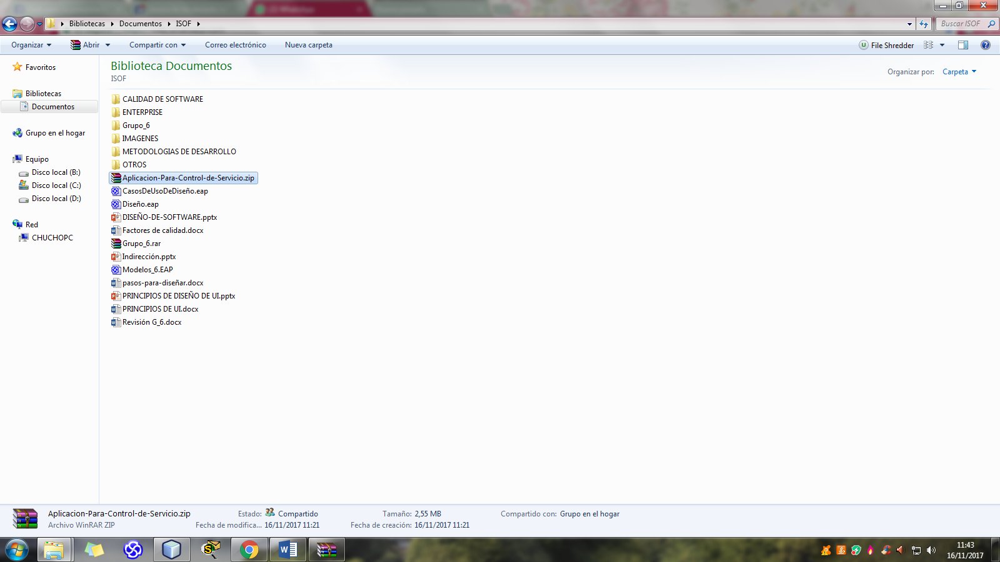 Bibliotecas Documentos ISOF
Buscar ISOF
Organizar Abrir Compartir con Correo electrónico Nueva carpeta File Shredder
Favoritos
Bibliotecas
Documentos
Grupo en el hogar
Equipo
Disco local (B:)
Disco local (C:)
Disco local (D:)
Red
CHUCHOPC
Biblioteca Documentos
ISOF
Organizar por: Carpeta
CALIDAD DE SOFTWARE
ENTERPRISE
Grupo_6
IMAGENES
METODOLOGIAS DE DESARROLLO
OTROS
Aplicacion-Para-Control-de-Servicio.zip
CasosDeUsoDeDiseño.eap
Diseño.eap
DISEÑO-DE-SOFTWARE.pptx
Factores de calidad.docx
Grupo_6.rar
Indirección.pptx
Modelos_6.EAP
pasos-para-diseñar.docx
PRINCIPIOS DE DISEÑO DE UI.pptx
PRINCIPIOS DE UI.docx
Revisión G_6.docx
Aplicacion-Para-Control-de-Servicio.zip Estado: Compartido Tamaño: 2,55 MB Compartido con: Grupo en el hogar
Archivo WinRAR ZIP Fecha de modifica... 16/11/2017 11:21 Fecha de creación: 16/11/2017 11:21
11:43
16/11/2017